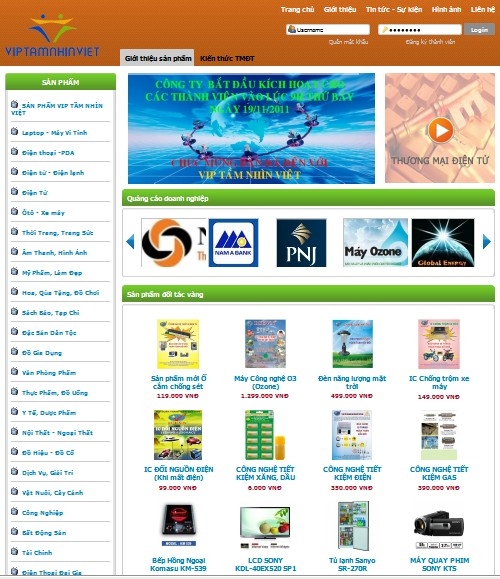 Trang chủ Giới thiệu Tin tức - Sự kiện Hình ảnh Liên hệ
Username
Login
Quên mật khẩu Đăng ký thành viên
VIPTAMNHINVIET
Giới thiệu sản phẩm Kiến thức TMĐT
SẢN PHẨM
SẢN PHẨM VIP TẦM NHÌN
VIỆT
Laptop - Máy Vi Tính
Điện thoại -PDA
Điện tử - Điện lạnh
Điện Tử
Ôtô - Xe máy
Thời Trang, Trang Sức
Âm Thanh, Hình Ảnh
Mỹ Phẩm, Làm Đẹp
Hoa, Qùa Tặng, Đồ Chơi
Sách Báo, Tạp Chí
Đặc Sản Dân Tộc
Đồ Gia Dụng
Văn Phòng Phẩm
Thực Phẩm, Đồ Uống
Y Tế, Dược Phẩm
Nội Thất - Ngoại Thất
Đồ Hiệu - Đồ Cổ
Dịch Vụ, Giải Trí
Vật Nuôi, Cây Cảnh
Công Nghiệp
Bất Động Sản
Tài Chính
Điện Thoại Đại Gia
CÔNG TY BẮT ĐẦU KÍCH HOẠT CHO
CÁC THÀNH VIÊN VÀO LÚC 9H THỨ BẢY
NGÀY 19/11/2011
VIP TẦM NHÌN VIỆT
THƯƠNG MẠI ĐIỆN TỬ
Quảng cáo doanh nghiệp
NAM A BANK
PNJ
Máy Ozone
Global Energy
Sản phẩm đối tác vàng
Sản phẩm mới Ổ
cắm chống sét
119.000 VNĐ
Máy Công nghệ O3
(Ozone)
1.299.000 VNĐ
Đèn năng lượng mặt
trời
499.000 VNĐ
IC Chống trộm xe
máy
149.000 VNĐ
IC ĐỔI NGUỒN ĐIỆN
(Khi mất điện)
99.000 VNĐ
CÔNG NGHỆ TIẾT
KIỆM XĂNG, DẦU
6.000 VNĐ
CÔNG NGHỆ TIẾT
KIỆM ĐIỆN
350.000 VNĐ
CÔNG NGHỆ TIẾT
KIỆM GAS
390.000 VNĐ
Bếp Hồng Ngoại
Komasu KM-539
LCD SONY
KDL-40EX520 SP1
Tủ lạnh Sanyo
SR-270R
MÁY QUAY PHIM
SONY KTS